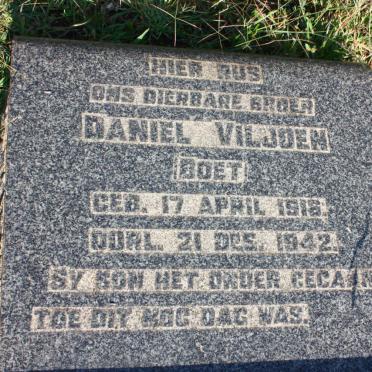 HIER RUS
ONS DIERBARE BROER
DANIEL VILJOEN
BOET
GEB. 17 APRIL 1918.
OORL. 21 DES. 1942.
SY SON HET ONDER GEGAAN
TOE DIT NOG DAG WAS.